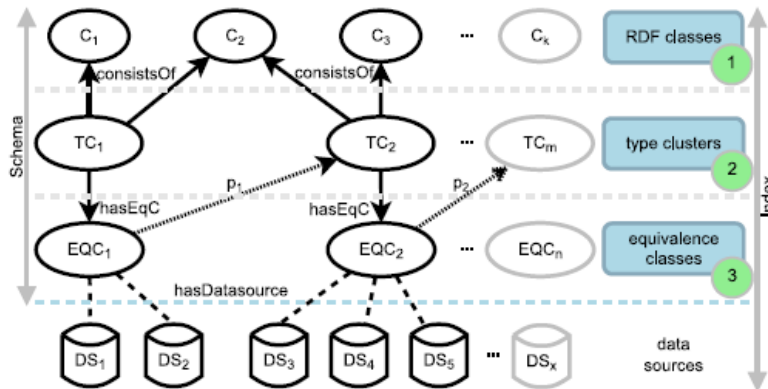 C1 C2 C3 ... Ck RDF classes
1
consistsOf consistsOf
Schema
TC1 TC2 ... TCm type clusters
2
p1 p2
hasEqC hasEqC
Index
EQC1 EQC2 ... EQCn equivalence
classes
3
hasDatasource
DS1 DS2 DS3 DS4 DS5 ... DSx data
sources